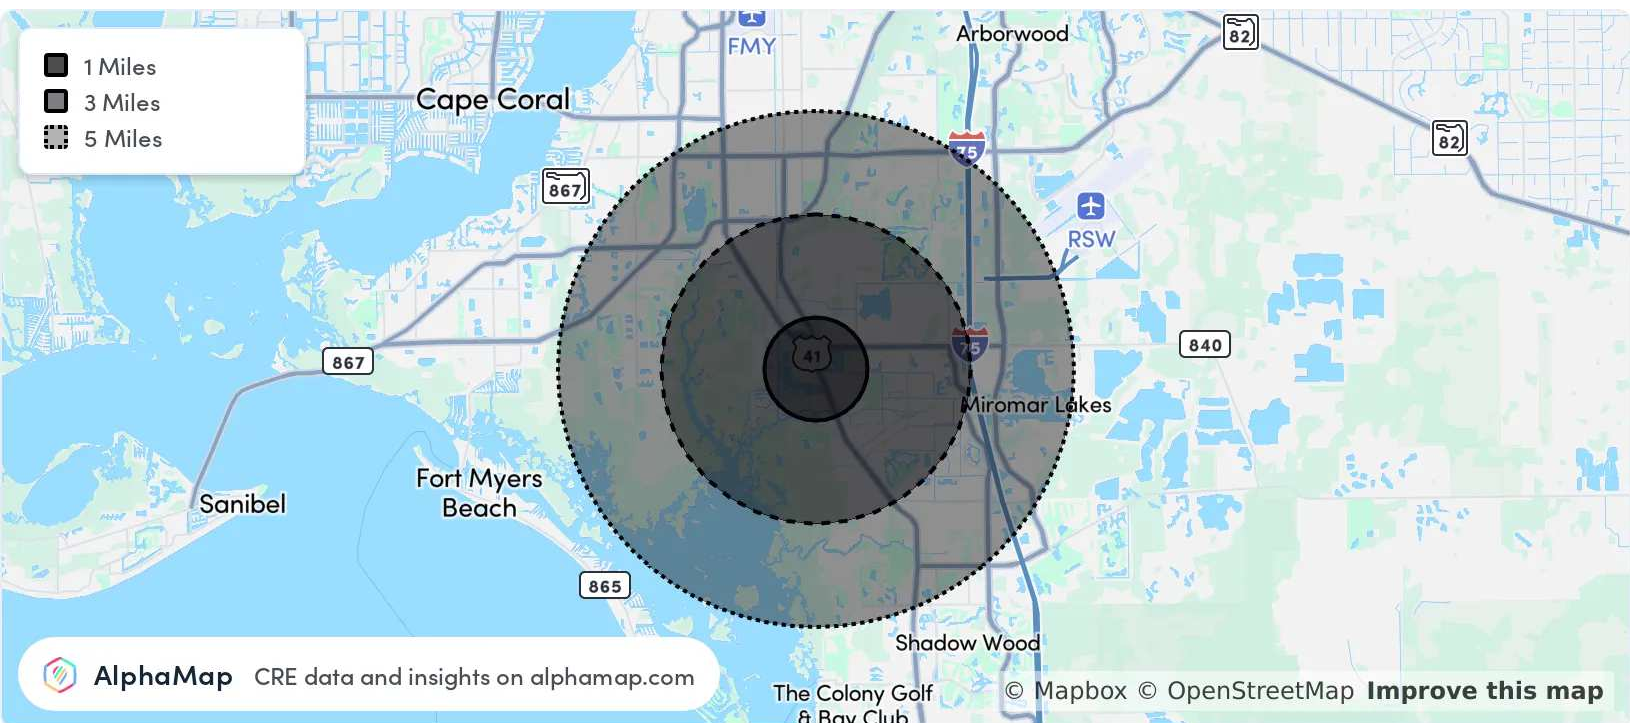 1 Miles
3 Miles
5 Miles
FMY
Arborwood
82
Cape Coral
82
75
867
RSW
41
75
840
867
Miromar Lakes
Fort Myers
Beach
Sanibel
865
Shadow Wood
AlphaMap CRE data and insights on alphamap.com
The Colony Golf
& Bay Club
© Mapbox © OpenStreetMap Improve this map